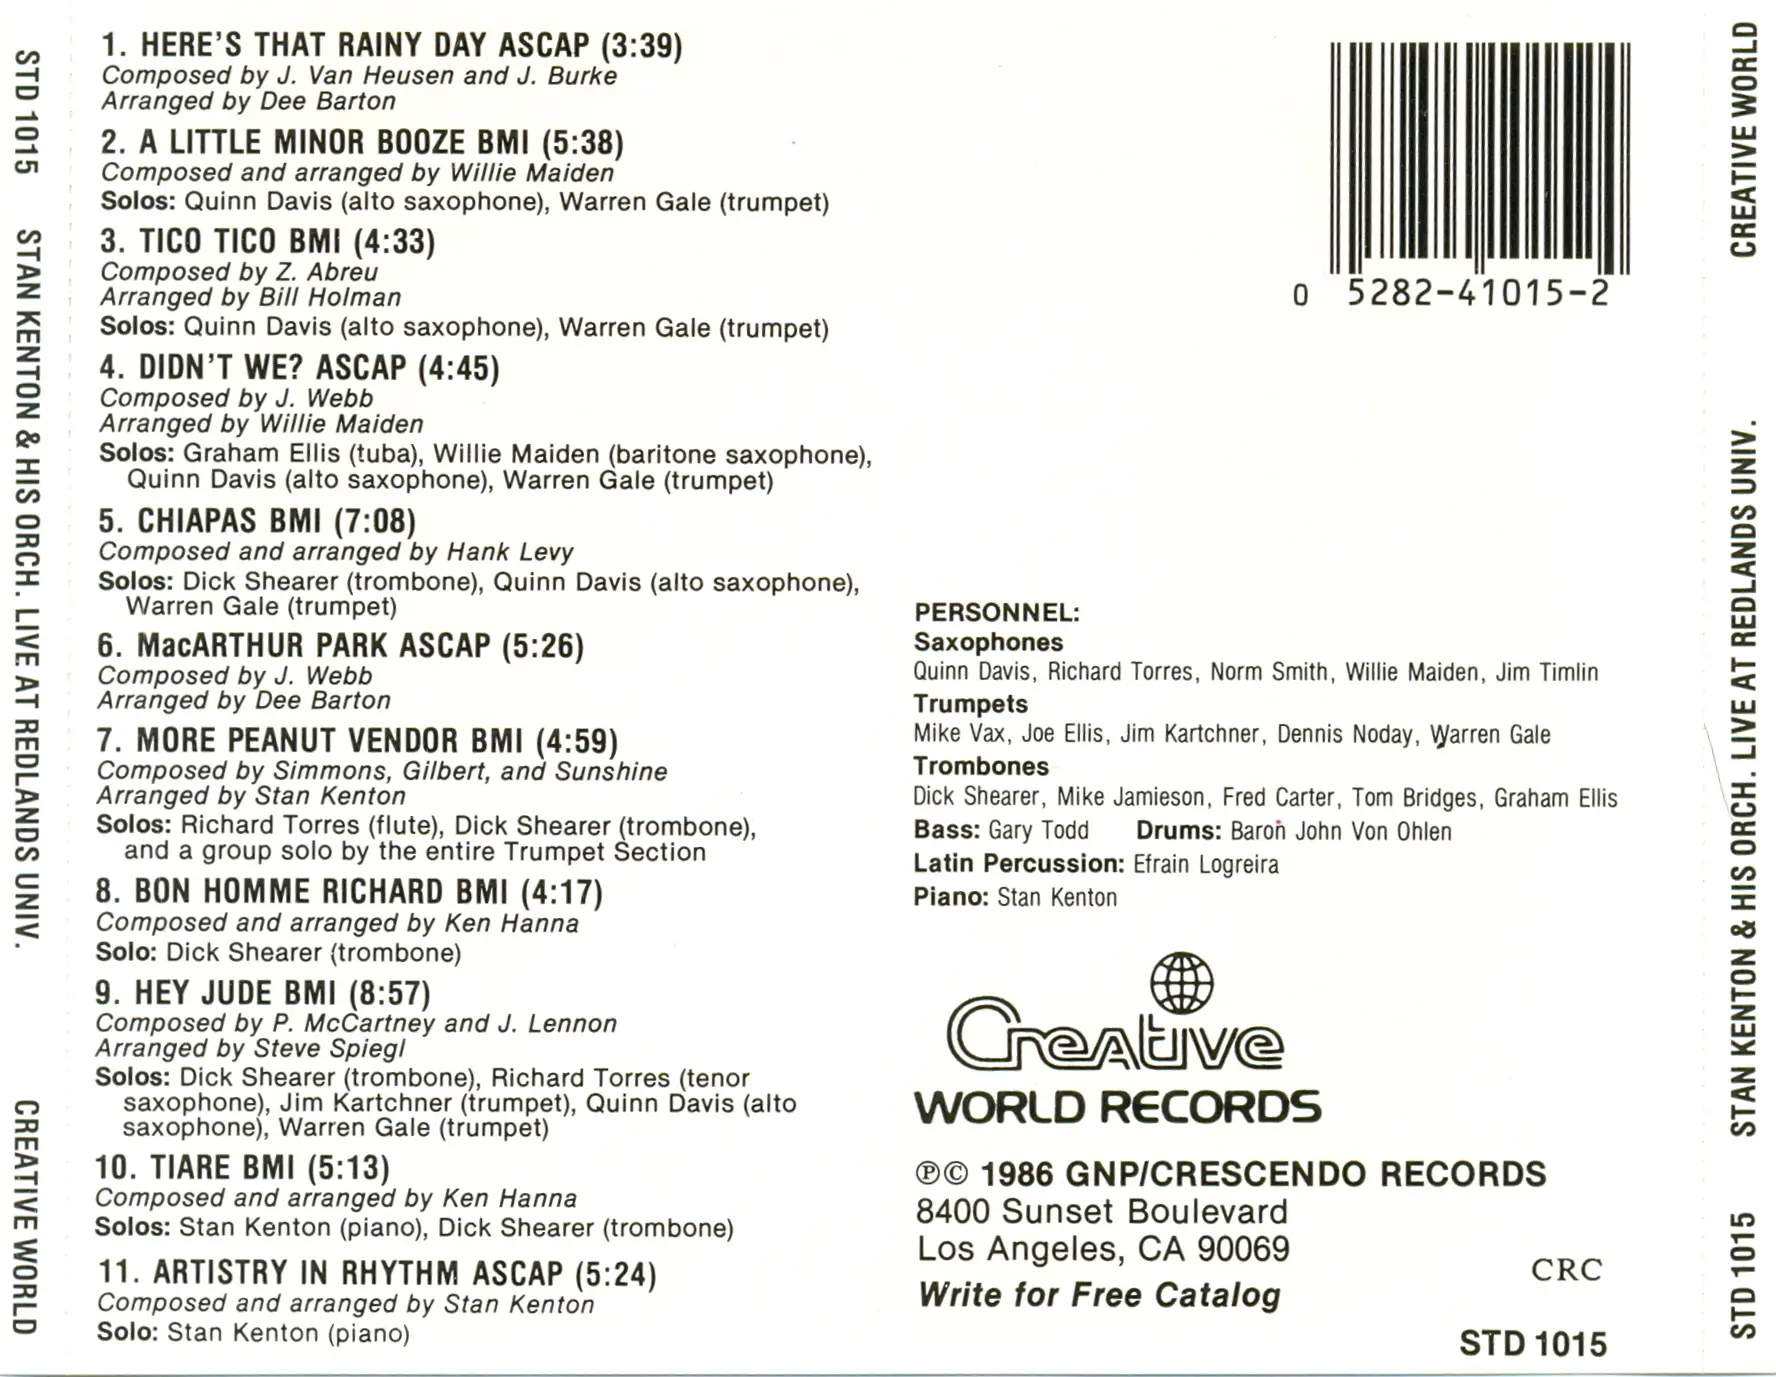 STD 1015 STAN KENTON & HIS ORCH. LIVE AT REDLANDS UNIV. CREATIVE WORLD
1. HERE'S THAT RAINY DAY ASCAP (3:39)
Composed by J. Van Heusen and J. Burke
Arranged by Dee Barton
2. A LITTLE MINOR BOOZE BMI (5:38)
Composed and arranged by Willie Maiden
Solos: Quinn Davis (alto saxophone), Warren Gale (trumpet)
3. TICO TICO BMI (4:33)
Composed by Z. Abreu
Arranged by Bill Holman
Solos: Quinn Davis (alto saxophone), Warren Gale (trumpet)
4. DIDN'T WE? ASCAP (4:45)
Composed by J. Webb
Arranged by Willie Maiden
Solos: Graham Ellis (tuba), Willie Maiden (baritone saxophone),
Quinn Davis (alto saxophone), Warren Gale (trumpet)
5. CHIAPAS BMI (7:08)
Composed and arranged by Hank Levy
Solos: Dick Shearer (trombone), Quinn Davis (alto saxophone),
Warren Gale (trumpet)
6. MacARTHUR PARK ASCAP (5:26)
Composed by J. Webb
Arranged by Dee Barton
7. MORE PEANUT VENDOR BMI (4:59)
Composed by Simmons, Gilbert, and Sunshine
Arranged by Stan Kenton
Solos: Richard Torres (flute), Dick Shearer (trombone),
and a group solo by the entire Trumpet Section
8. BON HOMME RICHARD BMI (4:17)
Composed and arranged by Ken Hanna
Solo: Dick Shearer (trombone)
9. HEY JUDE BMI (8:57)
Composed by P. McCartney and J. Lennon
Arranged by Steve Spiegl
Solos: Dick Shearer (trombone), Richard Torres (tenor
saxophone), Jim Kartchner (trumpet), Quinn Davis (alto
saxophone), Warren Gale (trumpet)
10. TIARE BMI (5:13)
Composed and arranged by Ken Hanna
Solos: Stan Kenton (piano), Dick Shearer (trombone)
11. ARTISTRY IN RHYTHM ASCAP (5:24)
Composed and arranged by Stan Kenton
Solo: Stan Kenton (piano)
0 5282-41015-2
PERSONNEL:
Saxophones
Quinn Davis, Richard Torres, Norm Smith, Willie Maiden, Jim Timlin
Trumpets
Mike Vax, Joe Ellis, Jim Kartchner, Dennis Noday, Warren Gale
Trombones
Dick Shearer, Mike Jamieson, Fred Carter, Tom Bridges, Graham Ellis
Bass: Gary Todd Drums: Baron John Von Ohlen
Latin Percussion: Efrain Logreira
Piano: Stan Kenton
Creative
WORLD RECORDS
℗© 1986 GNP/CRESCENDO RECORDS
8400 Sunset Boulevard
Los Angeles, CA 90069
Write for Free Catalog
CRC
STD 1015
STD 1015 STAN KENTON & HIS ORCH. LIVE AT REDLANDS UNIV. CREATIVE WORLD